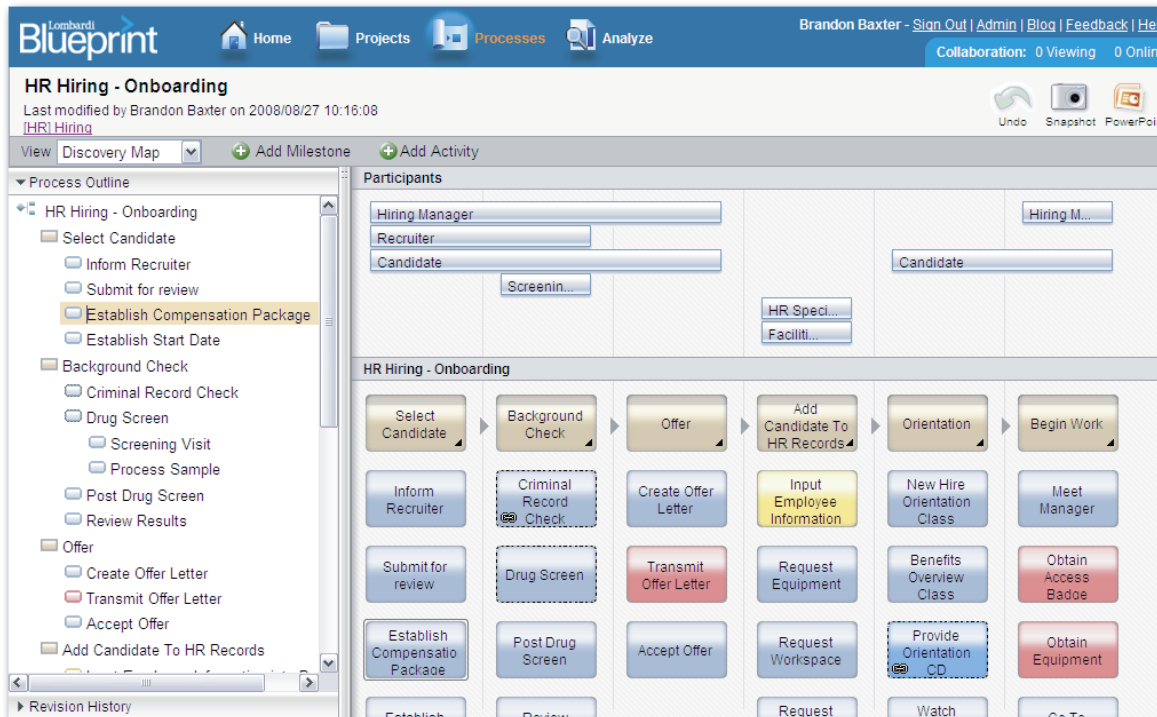 Lombardi
Blueprint
Home
Projects
Processes
Analyze
Brandon Baxter - Sign Out | Admin | Blog | Feedback | He
Collaboration: 0 Viewing 0 Onlin
HR Hiring - Onboarding
Last modified by Brandon Baxter on 2008/08/27 10:16:08
[HR] Hiring
Undo
Snapshot
PowerPoi
View
Discovery Map
Add Milestone
Add Activity
Process Outline
HR Hiring - Onboarding
Select Candidate
Inform Recruiter
Submit for review
Establish Compensation Package
Establish Start Date
Background Check
Criminal Record Check
Drug Screen
Screening Visit
Process Sample
Post Drug Screen
Review Results
Offer
Create Offer Letter
Transmit Offer Letter
Accept Offer
Add Candidate To HR Records
Revision History
Participants
Hiring Manager
Hiring M...
Recruiter
Candidate
Candidate
Screenin...
HR Speci...
Faciliti...
HR Hiring - Onboarding
Select
Candidate
Background
Check
Offer
Add
Candidate To
HR Records
Orientation
Begin Work
Inform
Recruiter
Criminal
Record
Check
Create Offer
Letter
Input
Employee
Information
New Hire
Orientation
Class
Meet
Manager
Submit for
review
Drug Screen
Transmit
Offer Letter
Request
Equipment
Benefits
Overview
Class
Obtain
Access
Badge
Establish
Compensatio
Package
Post Drug
Screen
Accept Offer
Request
Workspace
Provide
Orientation
CD
Obtain
Equipment
Establish
Review
Request
Watch
Go To